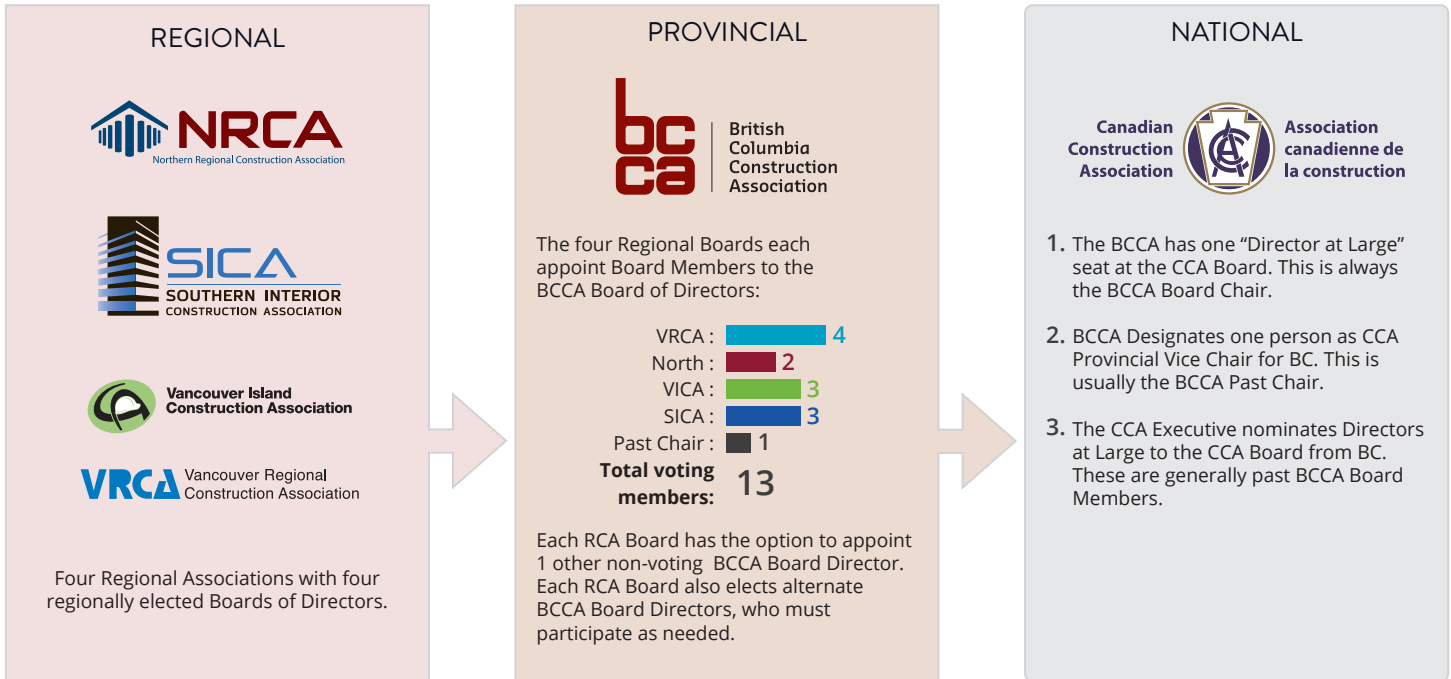 REGIONAL
NRCA
Northern Regional Construction Association
SICA
SOUTHERN INTERIOR
CONSTRUCTION ASSOCIATION
Vancouver Island
Construction Association
VRCA
Vancouver Regional
Construction Association
Four Regional Associations with four
regionally elected Boards of Directors.
PROVINCIAL
bc
ca
British
Columbia
Construction
Association
The four Regional Boards each
appoint Board Members to the
BCCA Board of Directors:
VRCA : 4
North : 2
VICA : 3
SICA : 3
Past Chair : 1
Total voting
members: 13
Each RCA Board has the option to appoint
1 other non-voting BCCA Board Director.
Each RCA Board also elects alternate
BCCA Board Directors, who must
participate as needed.
NATIONAL
Canadian
Construction
Association
CCA
Association
canadienne de
la construction
1. The BCCA has one “Director at Large”
seat at the CCA Board. This is always
the BCCA Board Chair.
2. BCCA Designates one person as CCA
Provincial Vice Chair for BC. This is
usually the BCCA Past Chair.
3. The CCA Executive nominates Directors
at Large to the CCA Board from BC.
These are generally past BCCA Board
Members.